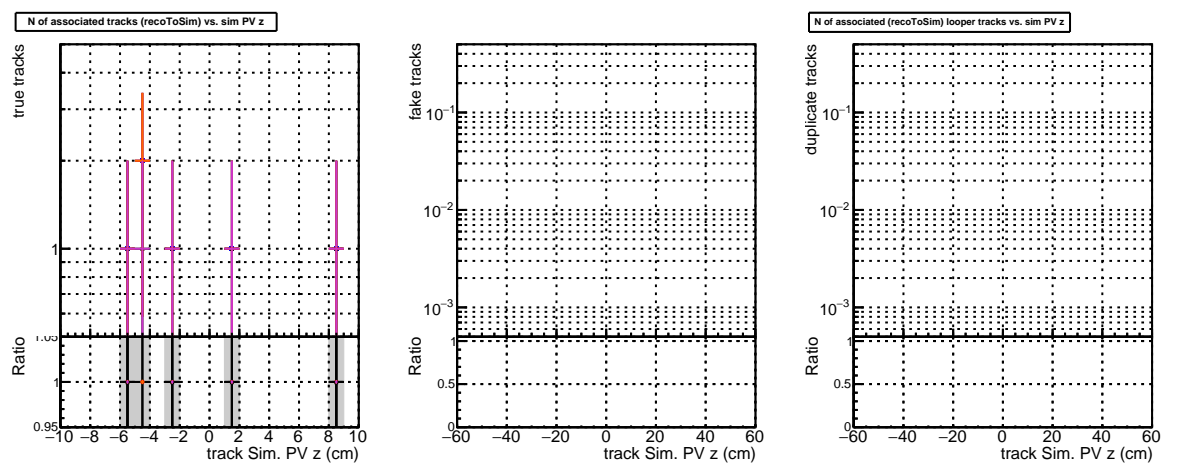 N of associated tracks (recoToSim) vs. sim PV z
true tracks
1
Ratio
1.05
1
0.95
−10 −8 −6 −4 −2 0 2 4 6 8 10
track Sim. PV z (cm)
fake tracks
10−1
10−2
10−3
Ratio
1
0.5
0
−60 −40 −20 0 20 40 60
track Sim. PV z (cm)
N of associated (recoToSim) looper tracks vs. sim PV z
duplicate tracks
10−1
10−2
10−3
Ratio
1
0.5
0
−60 −40 −20 0 20 40 60
track Sim. PV z (cm)